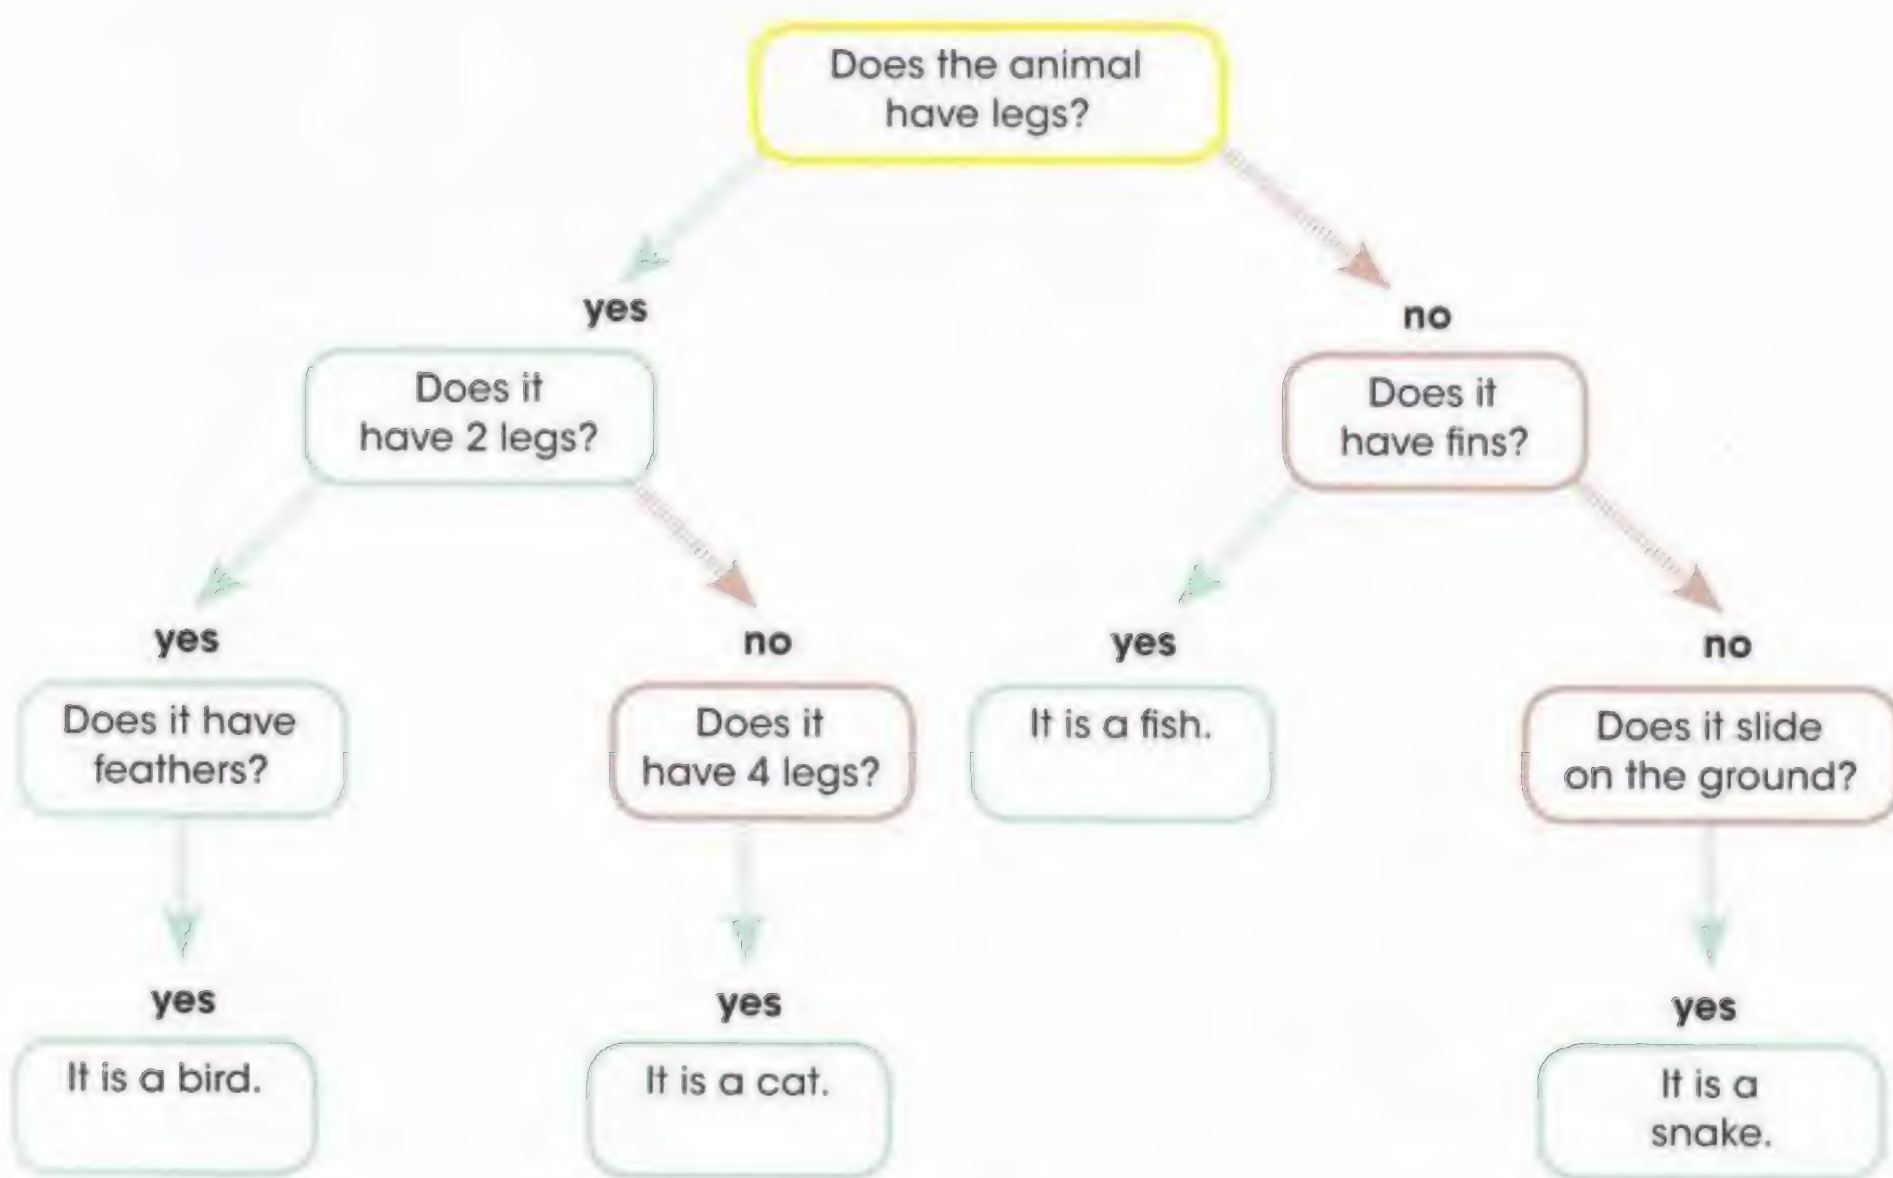 Does the animal
have legs?
yes
no
Does it
have 2 legs?
Does it
have fins?
yes
no
yes
no
Does it have
feathers?
Does it
have 4 legs?
It is a fish.
Does it slide
on the ground?
yes
yes
yes
It is a bird.
It is a cat.
It is a
snake.